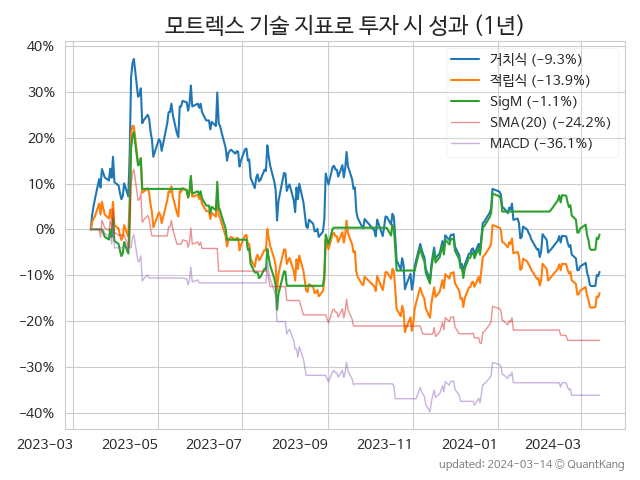 모트렉스 기술 지표로 투자 시 성과 (1년)
40%
30%
20%
10%
0%
−10%
−20%
−30%
−40%
거치식 (−9.3%)
적립식 (−13.9%)
SigM (−1.1%)
SMA(20) (−24.2%)
MACD (−36.1%)
2023-03 2023-05 2023-07 2023-09 2023-11 2024-01 2024-03
updated: 2024-03-14 © QuantKang